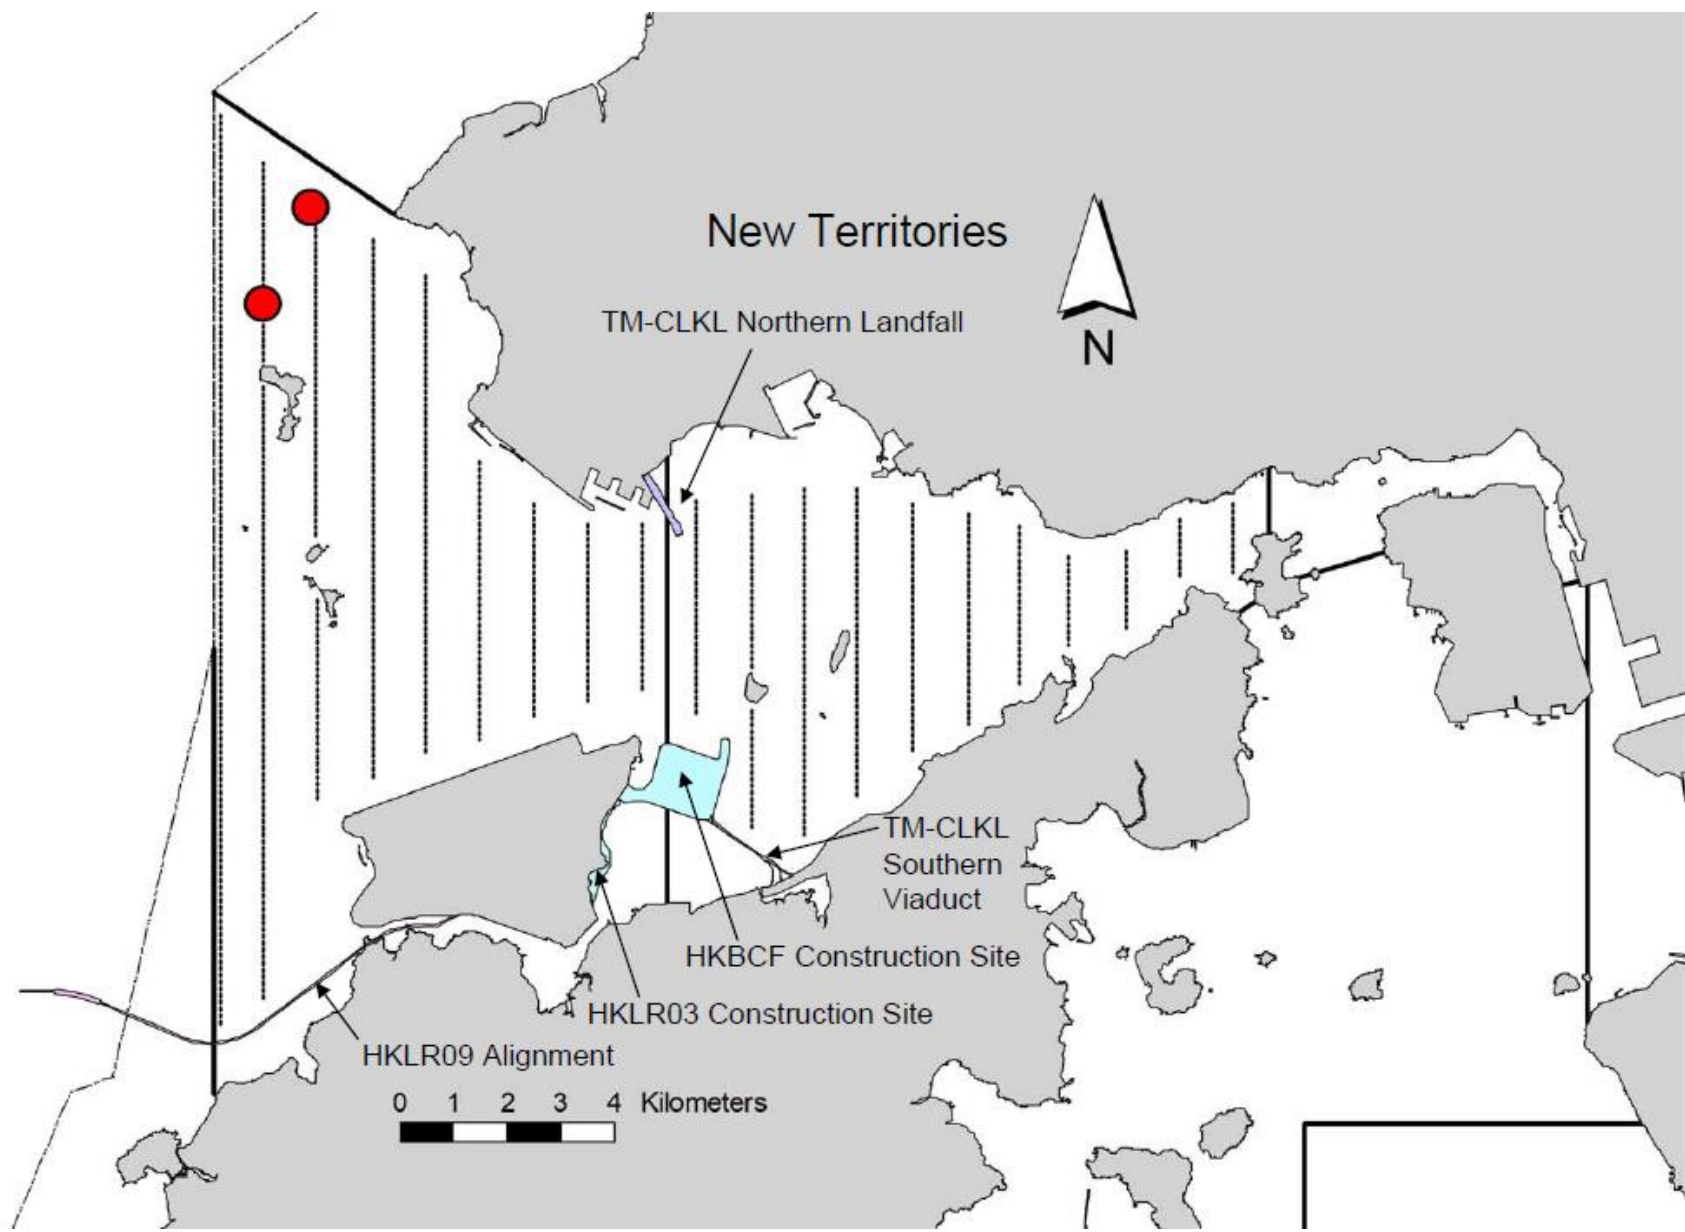 New Territories
TM-CLKL Northern Landfall
N
TM-CLKL
Southern
Viaduct
HKBCF Construction Site
HKLR03 Construction Site
HKLR09 Alignment
0 1 2 3 4 Kilometers